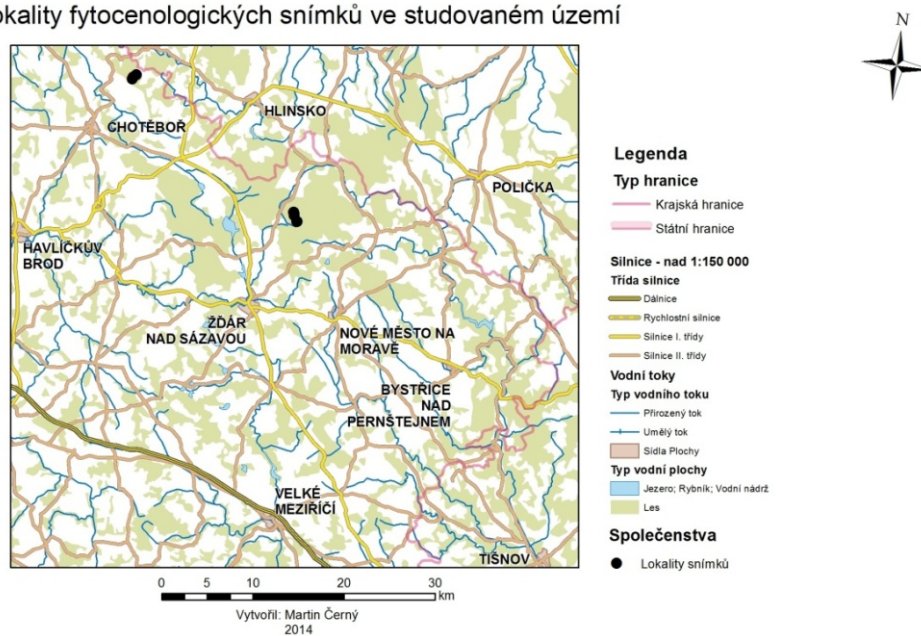 okality fytocenologických snímků ve studovaném území
N
HLINSKO
CHOTĚBOŘ
POLIČKA
HAVLÍČKŮV
BROD
ŽĎÁR
NAD SÁZAVOU
NOVÉ MĚSTO NA
MORAVĚ
BYSTŘICE
NAD
PERNŠTEJNEM
VELKÉ
MEZIŘÍČÍ
TIŠNOV
0 5 10 20 30
km
Vytvořil: Martin Černý
2014
Legenda
Typ hranice
Krajská hranice
Státní hranice
Silnice - nad 1:150 000
Třída silnice
Dálnice
Rychlostní silnice
Silnice I. třídy
Silnice II. třídy
Vodní toky
Typ vodního toku
Přirozený tok
Umělý tok
Sídla Plochy
Typ vodní plochy
Jezero; Rybník; Vodní nádrž
Les
Společenstva
Lokality snímků